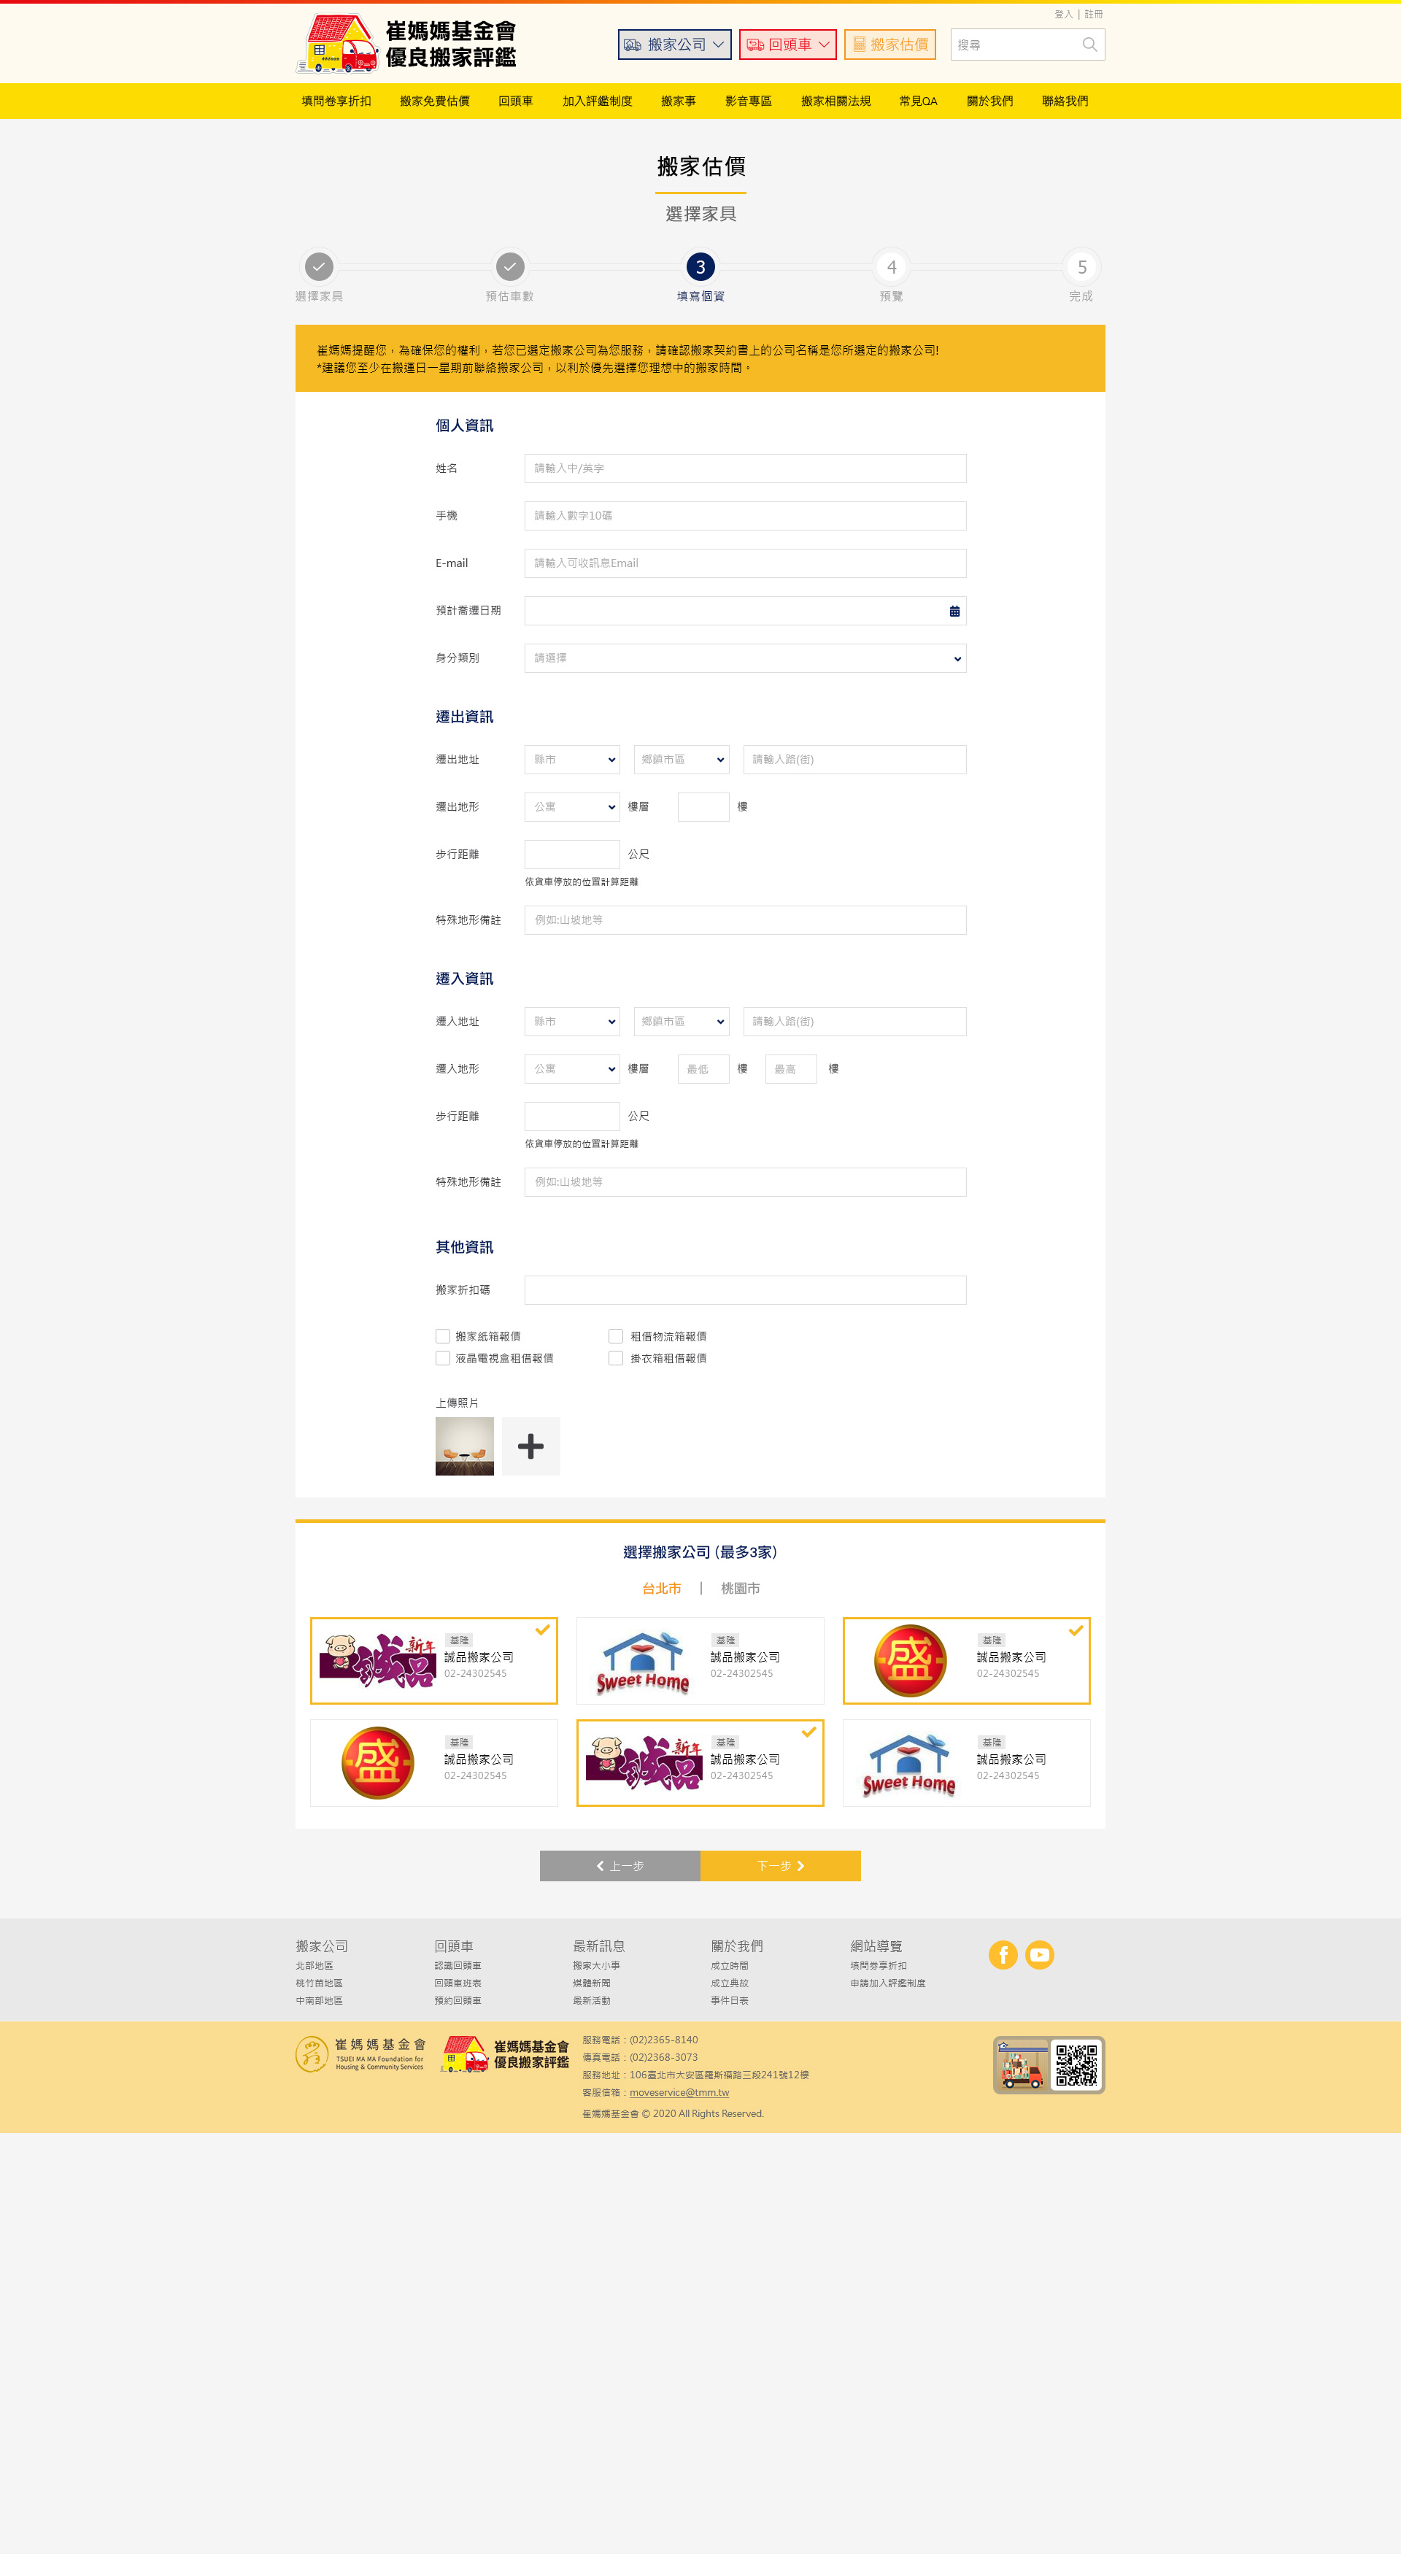 登入 | 註冊
崔媽媽基金會
優良搬家評鑑
搬家公司 回頭車 搬家估價 搜尋
填問卷享折扣 搬家免費估價 回頭車 加入評鑑制度 搬家事 影音專區 搬家相關法規 常見QA 關於我們 聯絡我們
搬家估價
選擇家具
3 4 5
選擇家具 預估車數 填寫個資 預覽 完成
崔媽媽提醒您，為確保您的權利，若您已選定搬家公司為您服務，請確認搬家契約書上的公司名稱是您所選定的搬家公司!
*建議您至少在搬運日一星期前聯絡搬家公司，以利於優先選擇您理想中的搬家時間。
個人資訊
姓名 請輸入中/英字
手機 請輸入數字10碼
E-mail 請輸入可收訊息Email
預計喬遷日期
身分類別 請選擇
遷出資訊
遷出地址 縣市 鄉鎮市區 請輸入路(街)
遷出地形 公寓 樓層 樓
步行距離 公尺
依貨車停放的位置計算距離
特殊地形備註 例如:山坡地等
遷入資訊
遷入地址 縣市 鄉鎮市區 請輸入路(街)
遷入地形 公寓 樓層 最低 樓 最高 樓
步行距離 公尺
依貨車停放的位置計算距離
特殊地形備註 例如:山坡地等
其他資訊
搬家折扣碼
搬家紙箱報價 租借物流箱報價
液晶電視盒租借報價 掛衣箱租借報價
上傳照片
選擇搬家公司 (最多3家)
台北市 | 桃園市
新年 誠品 基隆 誠品搬家公司 02-24302545
Sweet Home 基隆 誠品搬家公司 02-24302545
盛 基隆 誠品搬家公司 02-24302545
盛 基隆 誠品搬家公司 02-24302545
新年 誠品 基隆 誠品搬家公司 02-24302545
Sweet Home 基隆 誠品搬家公司 02-24302545
上一步 下一步
搬家公司 回頭車 最新訊息 關於我們 網站導覽
北部地區 認識回頭車 搬家大小事 成立時間 填問券享折扣
桃竹苗地區 回頭車班表 媒體新聞 成立典故 申請加入評鑑制度
中南部地區 預約回頭車 最新活動 事件日表
崔媽媽基金會
TSUEI MA MA Foundation for
Housing & Community Services
崔媽媽基金會
優良搬家評鑑
服務電話：(02)2365-8140
傳真電話：(02)2368-3073
服務地址：106臺北市大安區羅斯福路三段241號12樓
客服信箱：moveservice@tmm.tw
崔媽媽基金會 © 2020 All Rights Reserved.